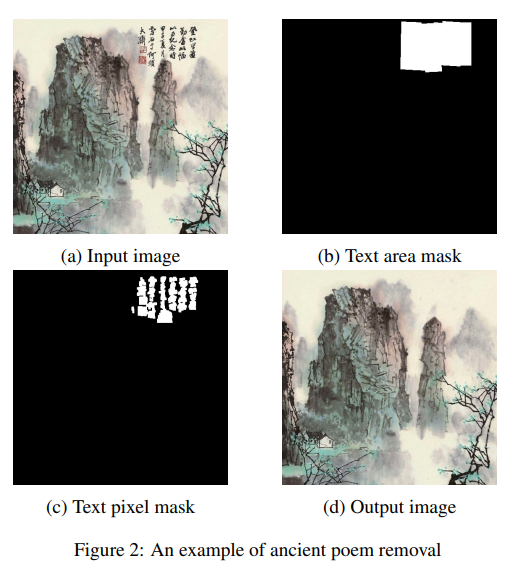 (a) Input image
(b) Text area mask
(c) Text pixel mask
(d) Output image
Figure 2: An example of ancient poem removal